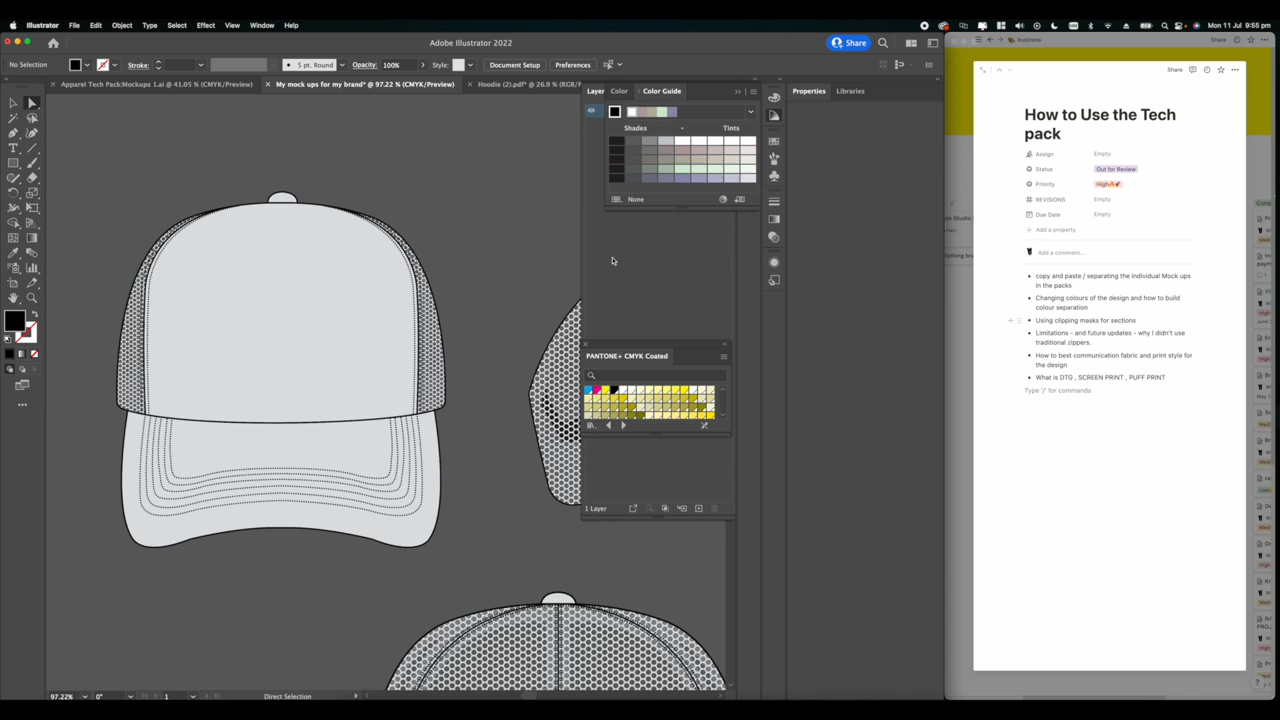 Illustrator File Edit Object Type Select Effect View Window Help
Mon 11 Jul 9:55 pm
Adobe Illustrator 2022
Share
No Selection
Stroke:
5 pt. Round
Opacity: 100%
Style:
Document Setup
Preferences
Apparel Tech Pack:Mockups 1.ai @ 41.05 % (CMYK/Preview)
My mock ups for my brand* @ 97.22 % (CMYK/Preview)
Hoodie (2).pdf* @ 26.9 % (RGB/F
Layer
Color
Color Guide
Properties
Libraries
Shades
Tints
None
PANTONE+ CMYK Coated
1 Layer
97.22%
0°
1
Direct Selection
business
Share
Share
How to Use the Tech
pack
Assign Empty
Status Out for Review
Priority High
REVISIONS Empty
Due Date Empty
Add a property
Add a comment...
copy and paste / separating the individual Mock ups
in the packs
Changing colours of the design and how to build
colour separation
Using clipping masks for sections
Limitations - and future updates - why I didn't use
traditional zippers.
How to best communication fabric and print style for
the design
What is DTG , SCREEN PRINT , PUFF PRINT
Type '/' for commands